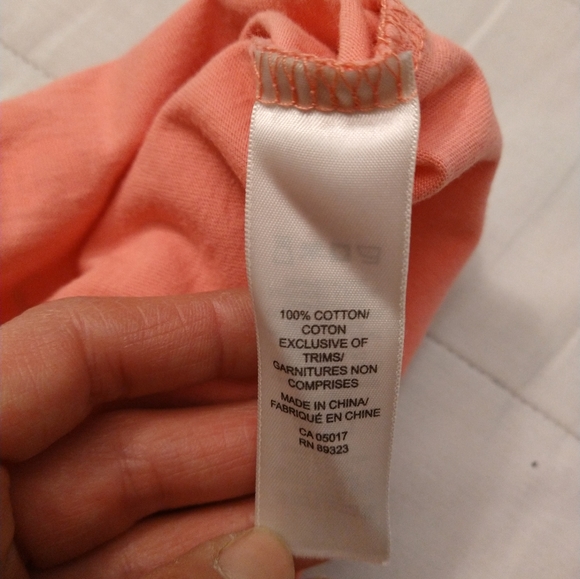 100% COTTON/
COTON
EXCLUSIVE OF
TRIMS/
GARNITURES NON
COMPRISES
MADE IN CHINA/
FABRIQUÉ EN CHINE
CA 05017
RN 89323